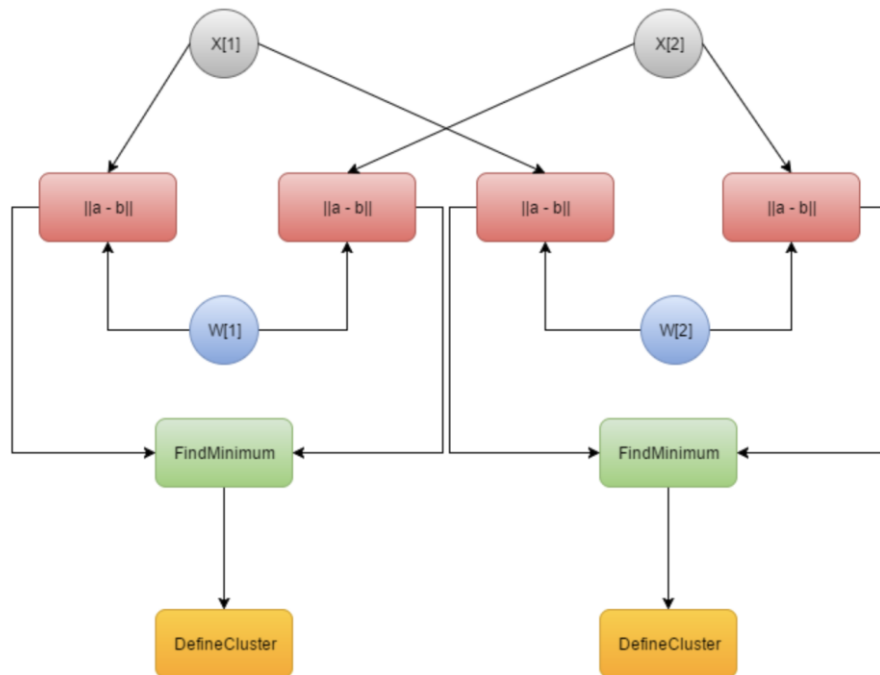 X[1]
X[2]
||a - b||
||a - b||
||a - b||
||a - b||
W[1]
W[2]
FindMinimum
FindMinimum
DefineCluster
DefineCluster